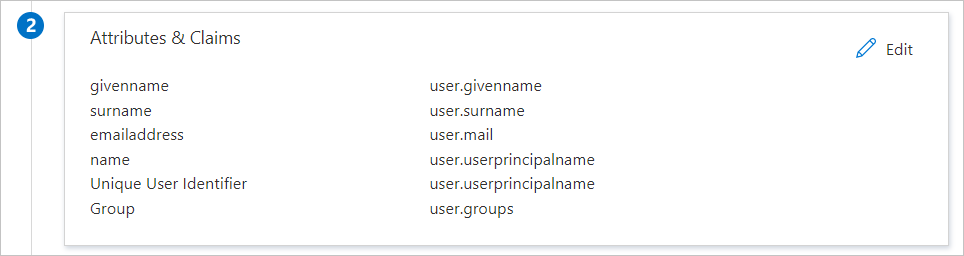 2
Attributes & Claims
Edit
givenname user.givenname
surname user.surname
emailaddress user.mail
name user.userprincipalname
Unique User Identifier user.userprincipalname
Group user.groups